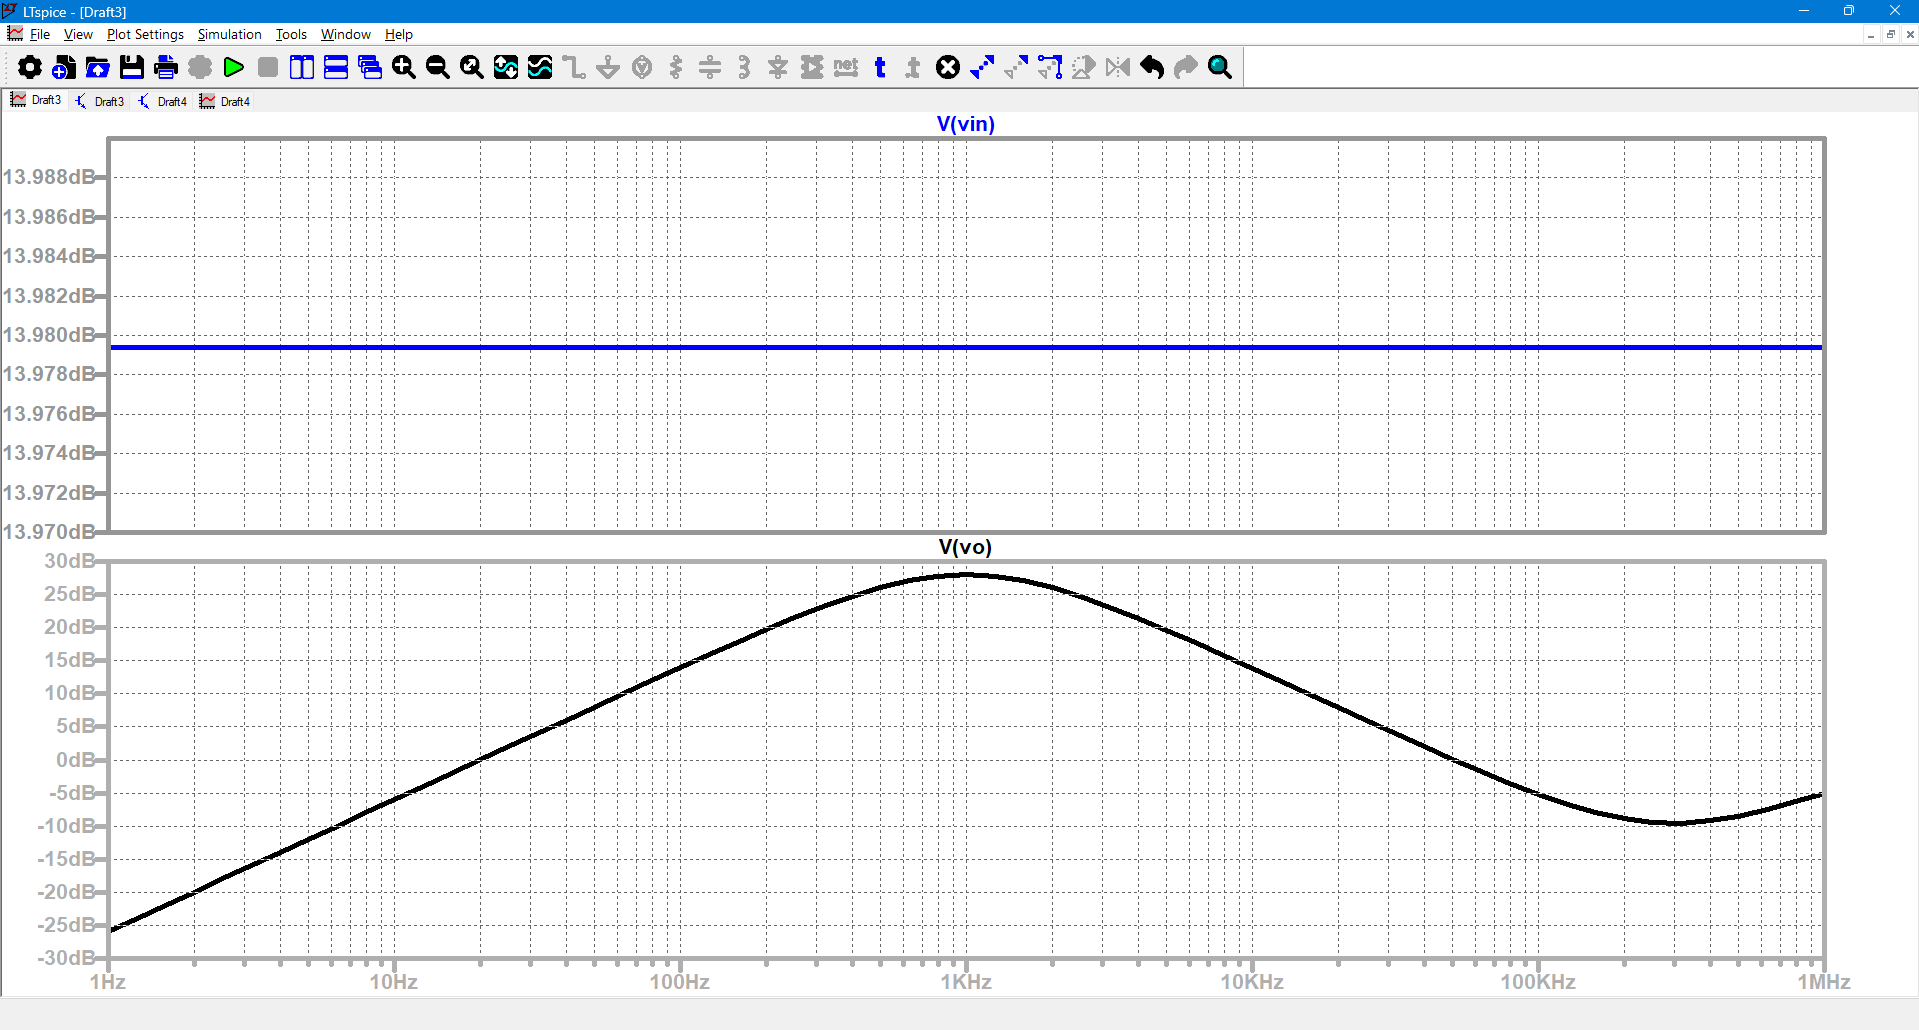 LTspice - [Draft3]
File View Plot Settings Simulation Tools Window Help
Draft3 Draft3 Draft4 Draft4
V(vin)
13.988dB
13.986dB
13.984dB
13.982dB
13.980dB
13.978dB
13.976dB
13.974dB
13.972dB
13.970dB
V(vo)
30dB
25dB
20dB
15dB
10dB
5dB
0dB
-5dB
-10dB
-15dB
-20dB
-25dB
-30dB
1Hz 10Hz 100Hz 1KHz 10KHz 100KHz 1MHz